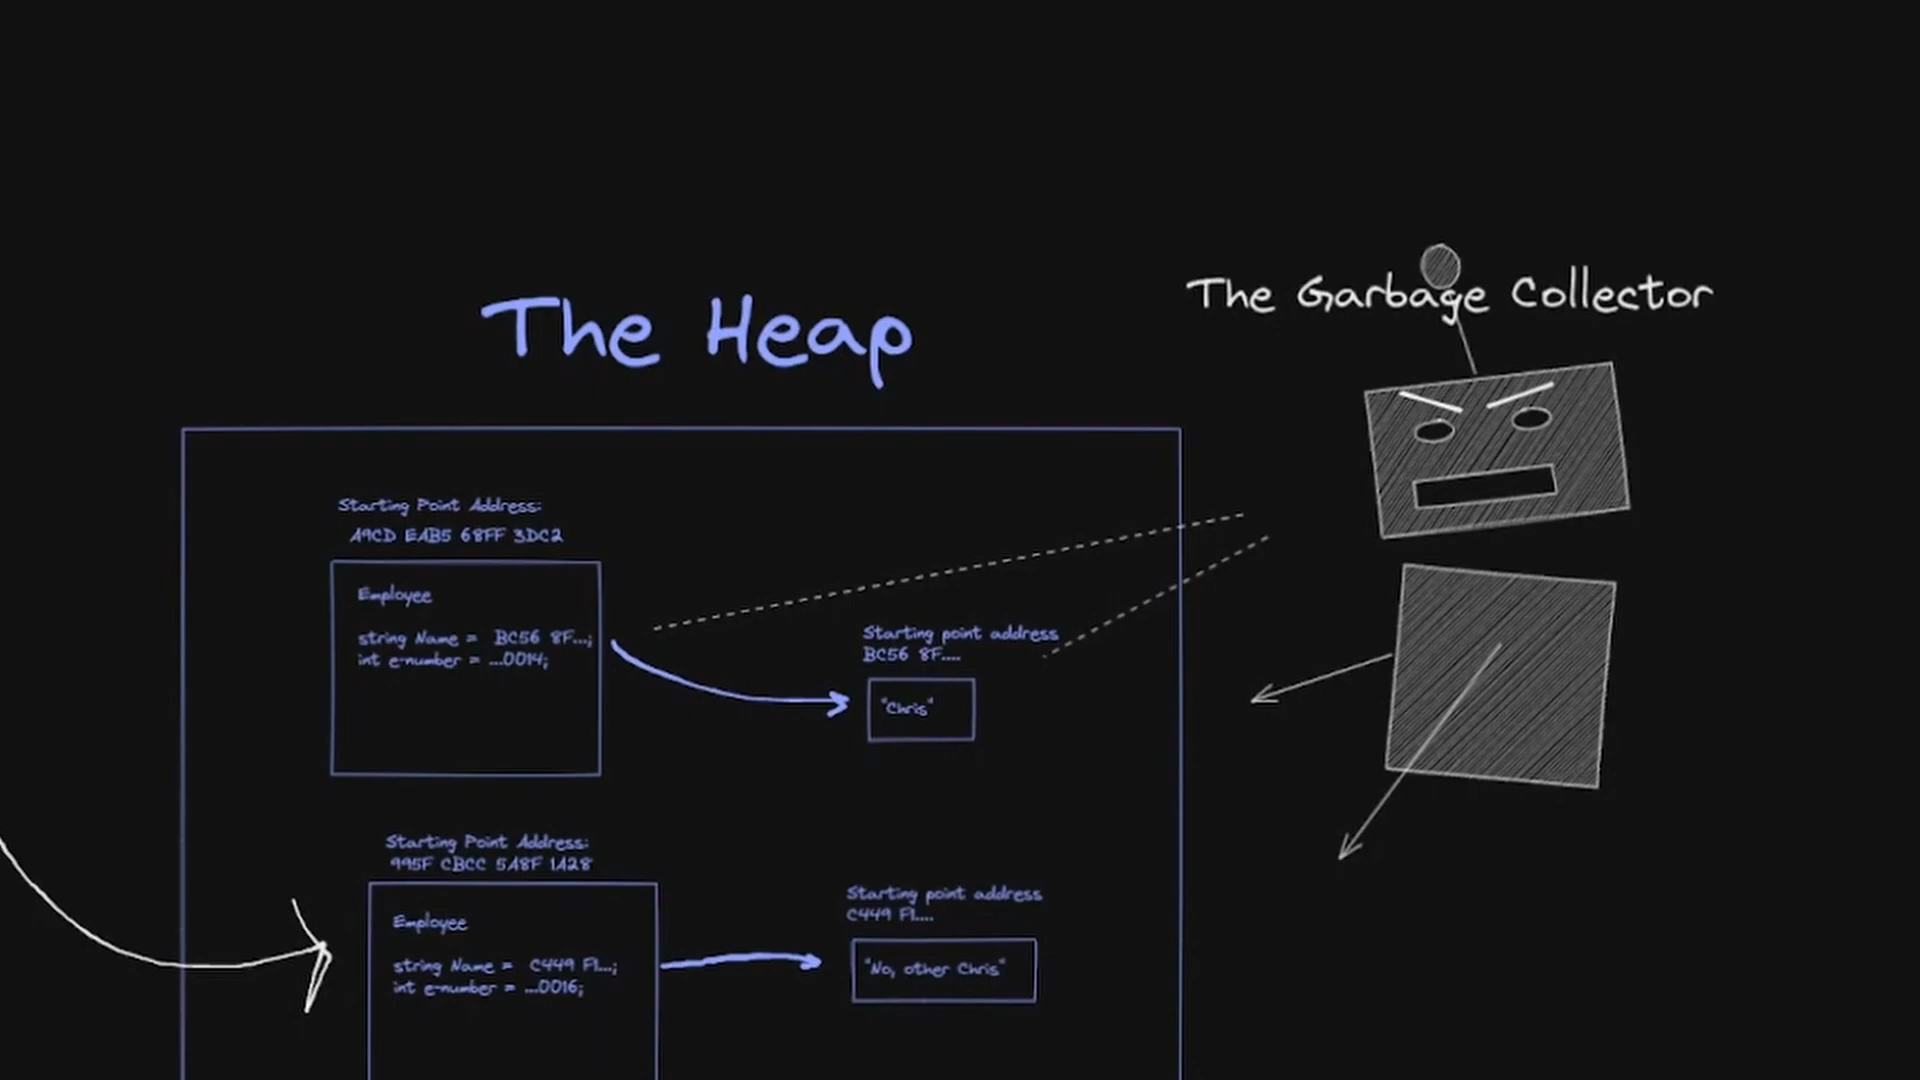 The Garbage Collector
The Heap
Starting Point Address:
A9CD EAB5 68FF 3DC2
Employee
string Name = BC56 8F...;
int e-number = ...0014;
Starting point address
BC56 8F....
"Chris"
Starting Point Address:
995F CBCC 5A8F 1A28
Employee
string Name = C449 F1...;
int e-number = ...0016;
Starting point address
C449 F1....
"No, other Chris"